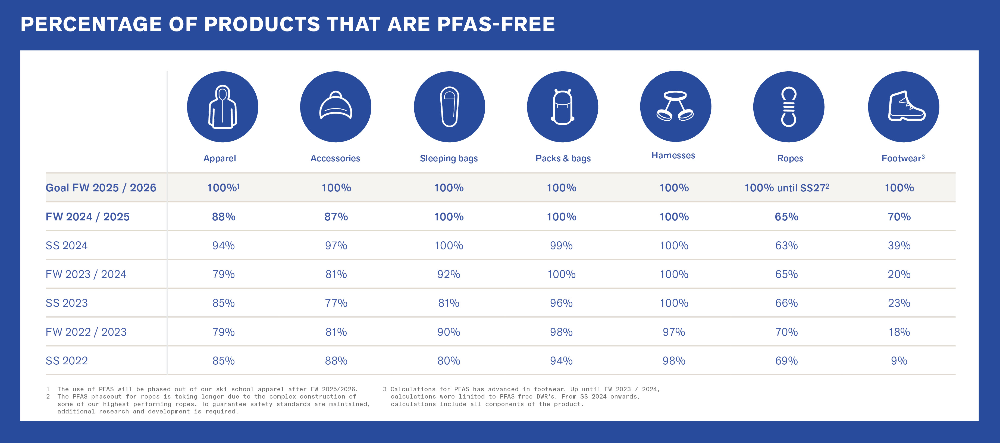 PERCENTAGE OF PRODUCTS THAT ARE PFAS-FREE
Apparel Accessories Sleeping bags Packs & bags Harnesses Ropes Footwear³
Goal FW 2025 / 2026 100%¹ 100% 100% 100% 100% 100% until SS27² 100%
FW 2024 / 2025 88% 87% 100% 100% 100% 65% 70%
SS 2024 94% 97% 100% 99% 100% 63% 39%
FW 2023 / 2024 79% 81% 92% 100% 100% 65% 20%
SS 2023 85% 77% 81% 96% 100% 66% 23%
FW 2022 / 2023 79% 81% 90% 98% 97% 70% 18%
SS 2022 85% 88% 80% 94% 98% 69% 9%
1 The use of PFAS will be phased out of our ski school apparel after FW 2025/2026.
2 The PFAS phaseout for ropes is taking longer due to the complex construction of
some of our highest performing ropes. To guarantee safety standards are maintained,
additional research and development is required.
3 Calculations for PFAS has advanced in footwear. Up until FW 2023 / 2024,
calculations were limited to PFAS-free DWR's. From SS 2024 onwards,
calculations include all components of the product.